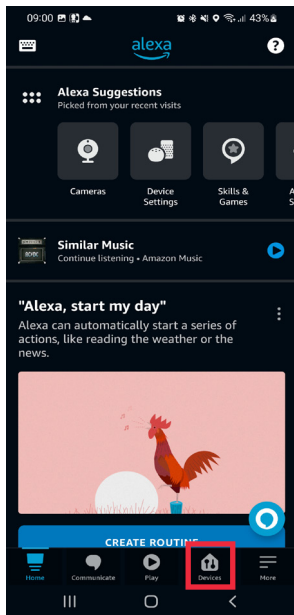 09:00
43%
alexa
?
Alexa Suggestions
Picked from your recent visits
Cameras
Device
Settings
Skills &
Games
A
S
Similar Music
Continue listening • Amazon Music
"Alexa, start my day"
Alexa can automatically start a series of
actions, like reading the weather or the
news.
CREATE ROUTINE
Home
Communicate
Play
Devices
More